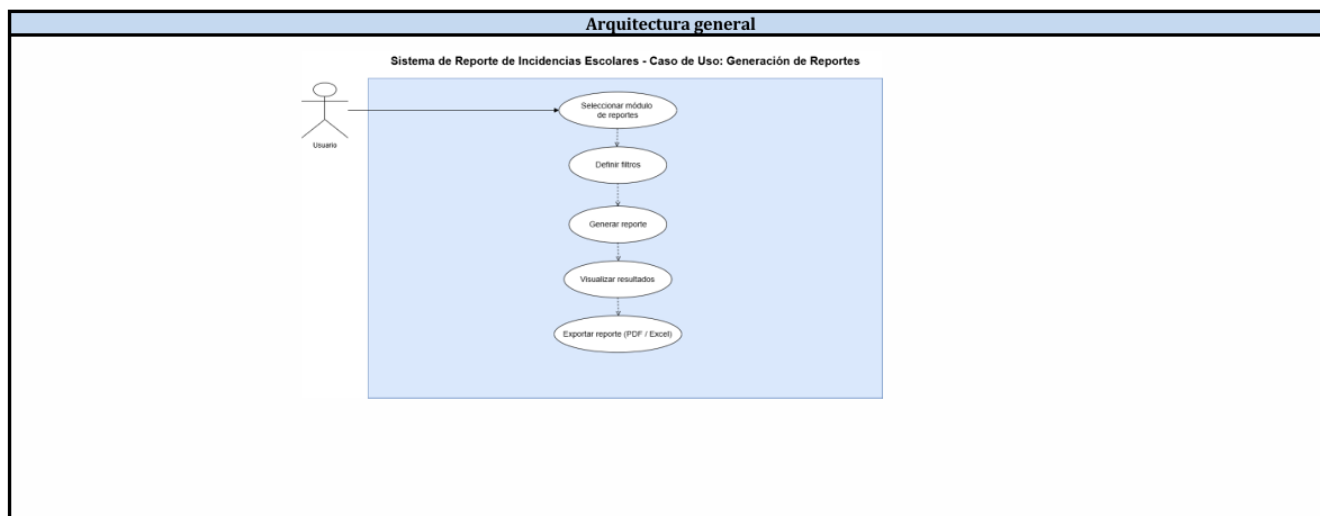 Arquitectura general
Sistema de Reporte de Incidencias Escolares - Caso de Uso: Generación de Reportes
Usuario
Seleccionar módulo
de reportes
Definir filtros
Generar reporte
Visualizar resultados
Exportar reporte (PDF / Excel)